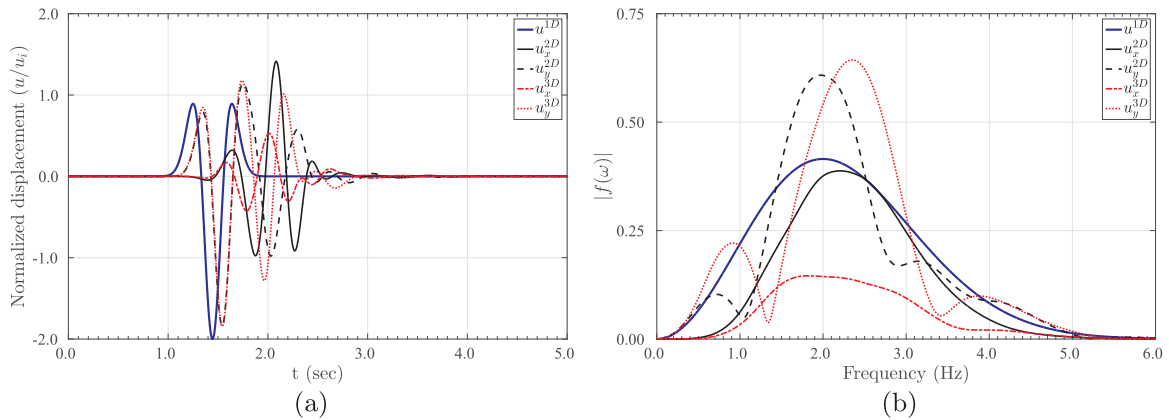 Normalized displacement (u/u_i)
2.0
1.0
0.0
-1.0
-2.0
0.0 1.0 2.0 3.0 4.0 5.0
t (sec)
u^{1D}
u_x^{2D}
u_y^{2D}
u_x^{3D}
u_y^{3D}
(a)
|f(ω)|
0.75
0.50
0.25
0.00
0.0 1.0 2.0 3.0 4.0 5.0 6.0
Frequency (Hz)
u^{1D}
u_x^{2D}
u_y^{2D}
u_x^{3D}
u_y^{3D}
(b)